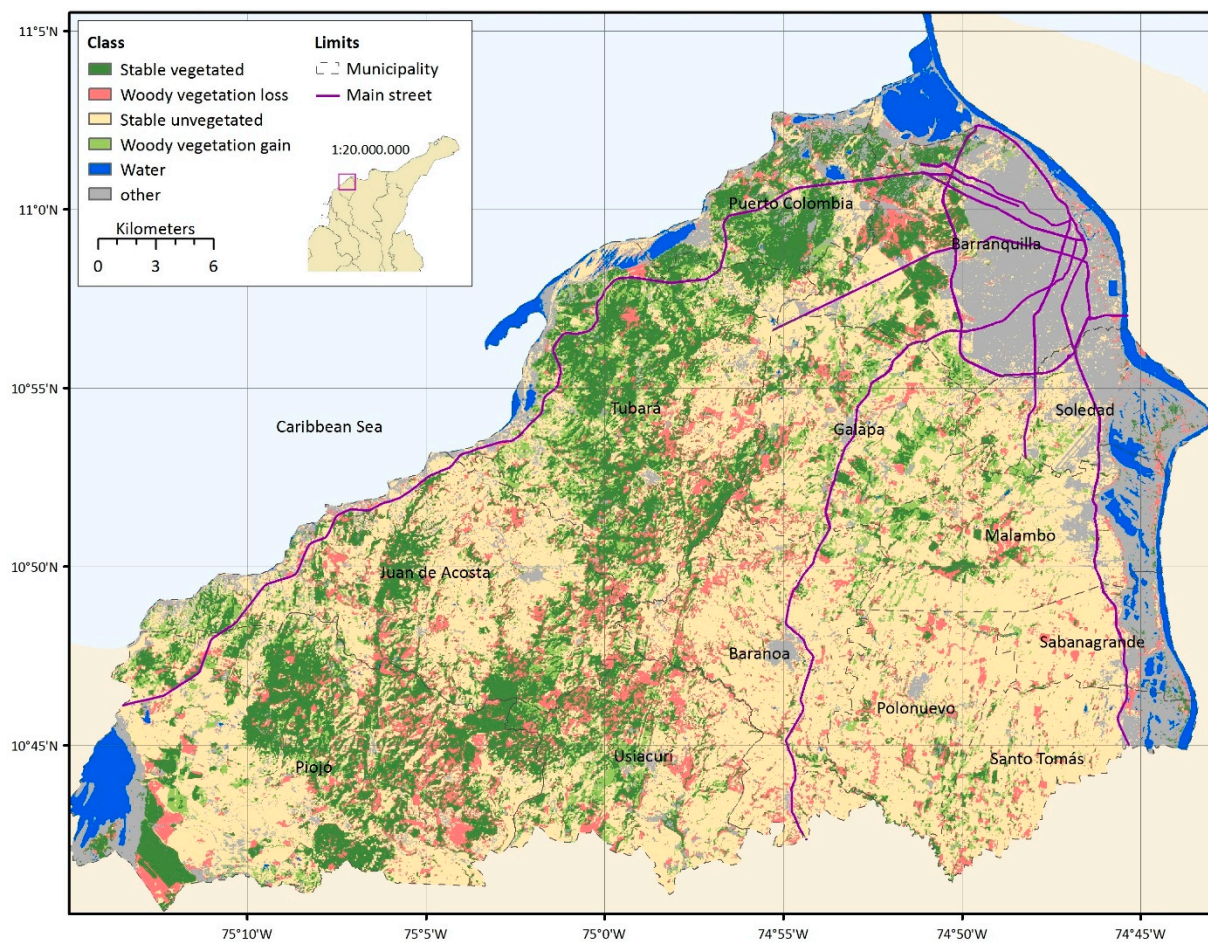 11°5'N
Class
Limits
Stable vegetated
Municipality
Woody vegetation loss
Main street
Stable unvegetated
Woody vegetation gain
1:20.000.000
Water
other
Kilometers
0 3 6
11°0'N
Puerto Colombia
Barranquilla
10°55'N
Tubará
Soledad
Caribbean Sea
Galapa
Malambo
10°50'N
Juan de Acosta
Sabanagrande
Baranoa
Polonuevo
10°45'N
Usiacurí
Santo Tomás
Piojó
75°10'W
75°5'W
75°0'W
74°55'W
74°50'W
74°45'W